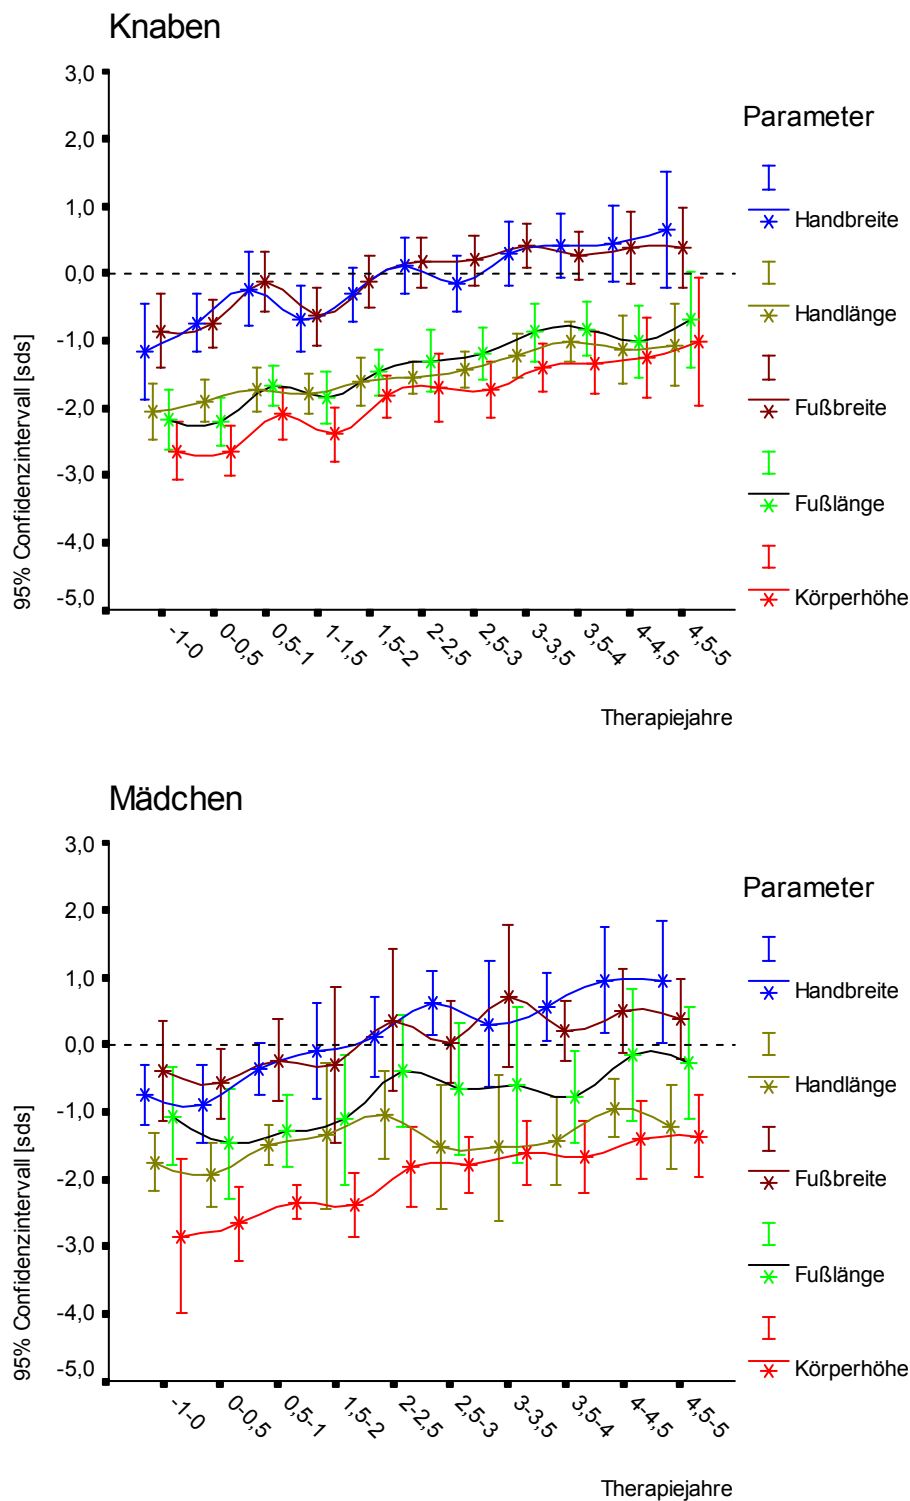 Knaben
3,0
2,0
1,0
0,0
-1,0
-2,0
-3,0
-4,0
-5,0
95% Confidenzintervall [sds]
-1-0
0-0,5
0,5-1
1-1,5
1,5-2
2-2,5
2,5-3
3-3,5
3,5-4
4-4,5
4,5-5
Therapiejahre
Parameter
Handbreite
Handlänge
Fußbreite
Fußlänge
Körperhöhe
Mädchen
3,0
2,0
1,0
0,0
-1,0
-2,0
-3,0
-4,0
-5,0
95% Confidenzintervall [sds]
-1-0
0-0,5
0,5-1
1,5-2
2-2,5
2,5-3
3-3,5
3,5-4
4-4,5
4,5-5
Therapiejahre
Parameter
Handbreite
Handlänge
Fußbreite
Fußlänge
Körperhöhe